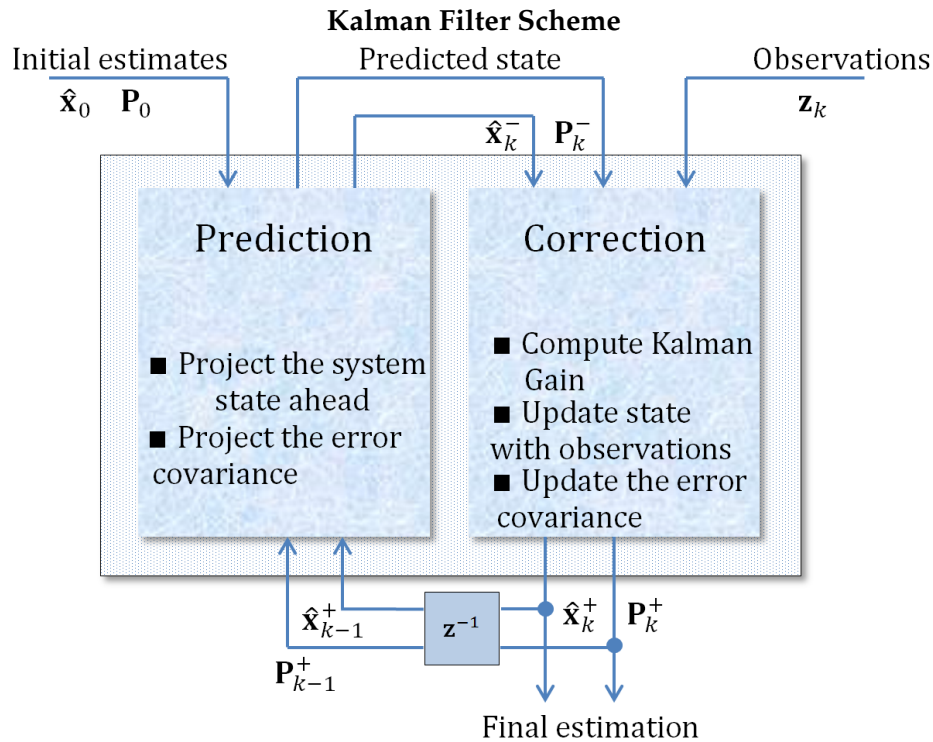 Kalman Filter Scheme
Initial estimates
Predicted state
Observations
x̂₀ P₀
x̂ₖ⁻ Pₖ⁻
zₖ
Prediction
■ Project the system
state ahead
■ Project the error
covariance
Correction
■ Compute Kalman
Gain
■ Update state
with observations
■ Update the error
covariance
x̂ₖ₋₁⁺
Pₖ₋₁⁺
z⁻¹
x̂ₖ⁺
Pₖ⁺
Final estimation